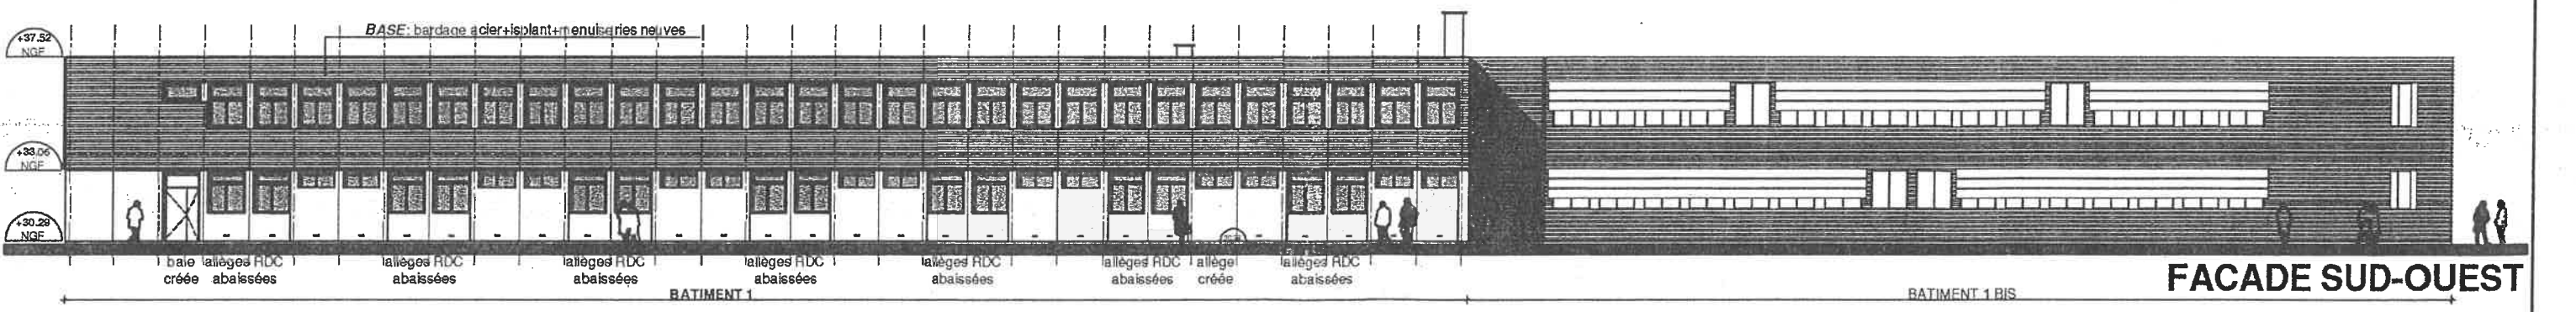 +37.52
NGF
BASE: bardage acier+isolant+menuiseries neuves
+33.06
NGF
+30.29
NGF
baie
créée
allèges RDC
abaissées
allèges RDC
abaissées
allèges RDC
abaissées
allèges RDC
abaissées
allèges RDC
abaissées
allèges RDC
abaissées
allège
créée
allèges RDC
abaissées
FACADE SUD-OUEST
BATIMENT 1
BATIMENT 1 BIS